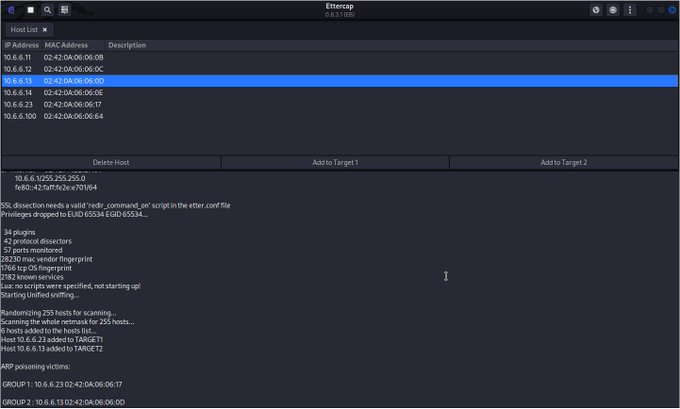 Ettercap
0.8.3.1 (EB)
Host List ×
IP Address MAC Address Description
10.6.6.11 02:42:0A:06:06:0B
10.6.6.12 02:42:0A:06:06:0C
10.6.6.13 02:42:0A:06:06:0D
10.6.6.14 02:42:0A:06:06:0E
10.6.6.23 02:42:0A:06:06:17
10.6.6.100 02:42:0A:06:06:64
Delete Host Add to Target 1 Add to Target 2
10.6.6.1/255.255.255.0
fe80::42:faff:fe2e:e701/64
SSL dissection needs a valid 'redir_command_on' script in the etter.conf file
Privileges dropped to EUID 65534 EGID 65534...
34 plugins
42 protocol dissectors
57 ports monitored
28230 mac vendor fingerprint
1766 tcp OS fingerprint
2182 known services
Lua: no scripts were specified, not starting up!
Starting Unified sniffing...
Randomizing 255 hosts for scanning...
Scanning the whole netmask for 255 hosts...
6 hosts added to the hosts list...
Host 10.6.6.23 added to TARGET1
Host 10.6.6.13 added to TARGET2
ARP poisoning victims:
GROUP 1 : 10.6.6.23 02:42:0A:06:06:17
GROUP 2 : 10.6.6.13 02:42:0A:06:06:0D